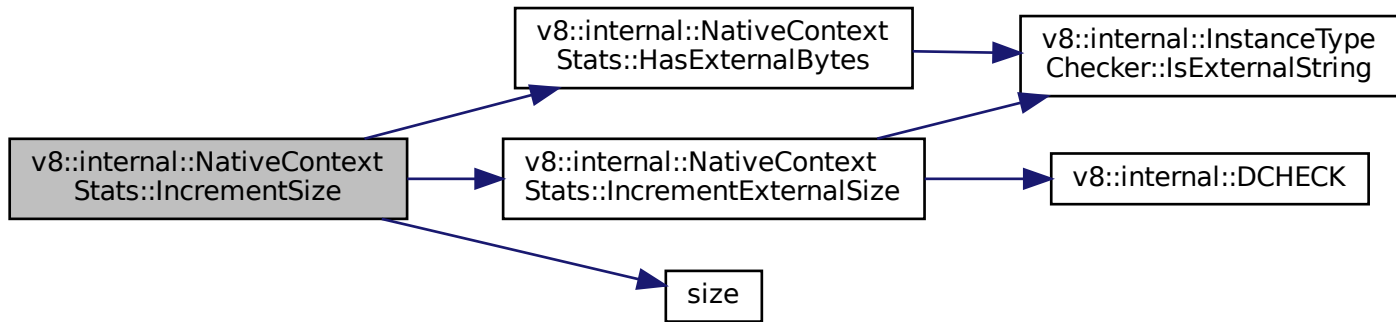 v8::internal::NativeContext
Stats::IncrementSize
v8::internal::NativeContext
Stats::HasExternalBytes
v8::internal::InstanceType
Checker::IsExternalString
v8::internal::NativeContext
Stats::IncrementExternalSize
v8::internal::DCHECK
size